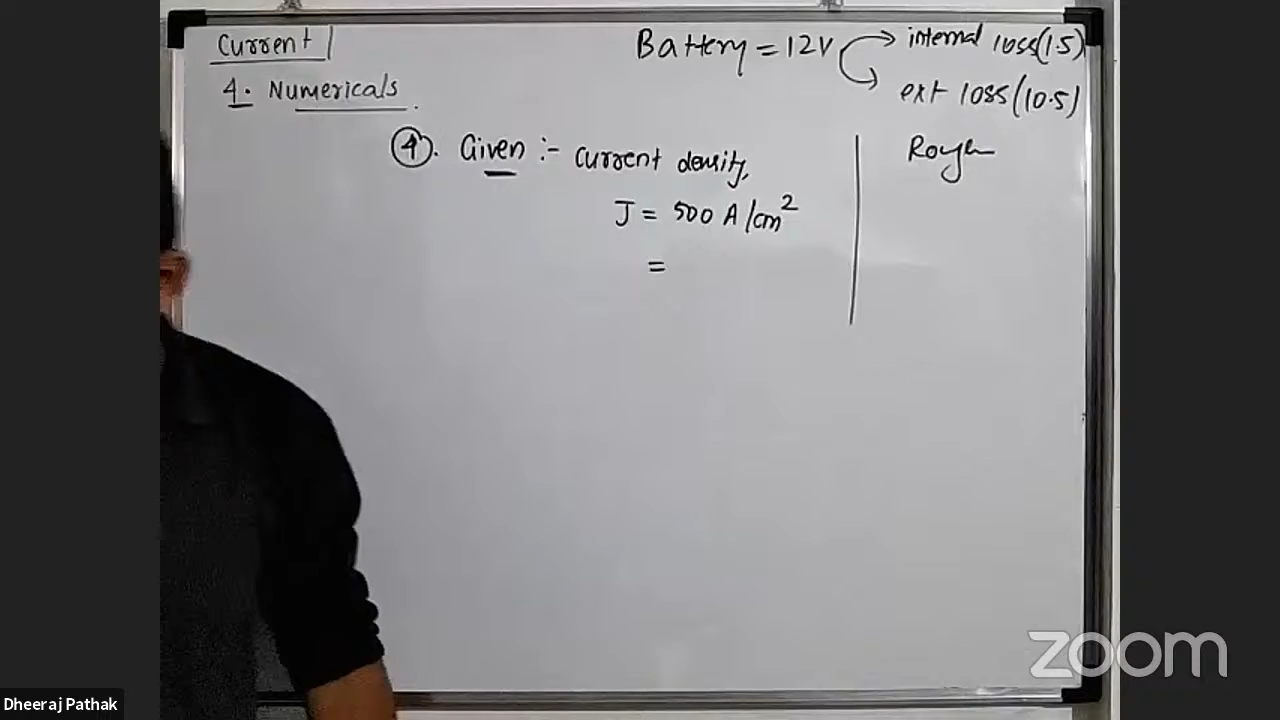 Current
4. Numericals
Battery = 12V
internal loss(1.5)
ext loss(10.5)
④. Given :- Current density,
J = 500 A/cm²
=
Rough
zoom
Dheeraj Pathak